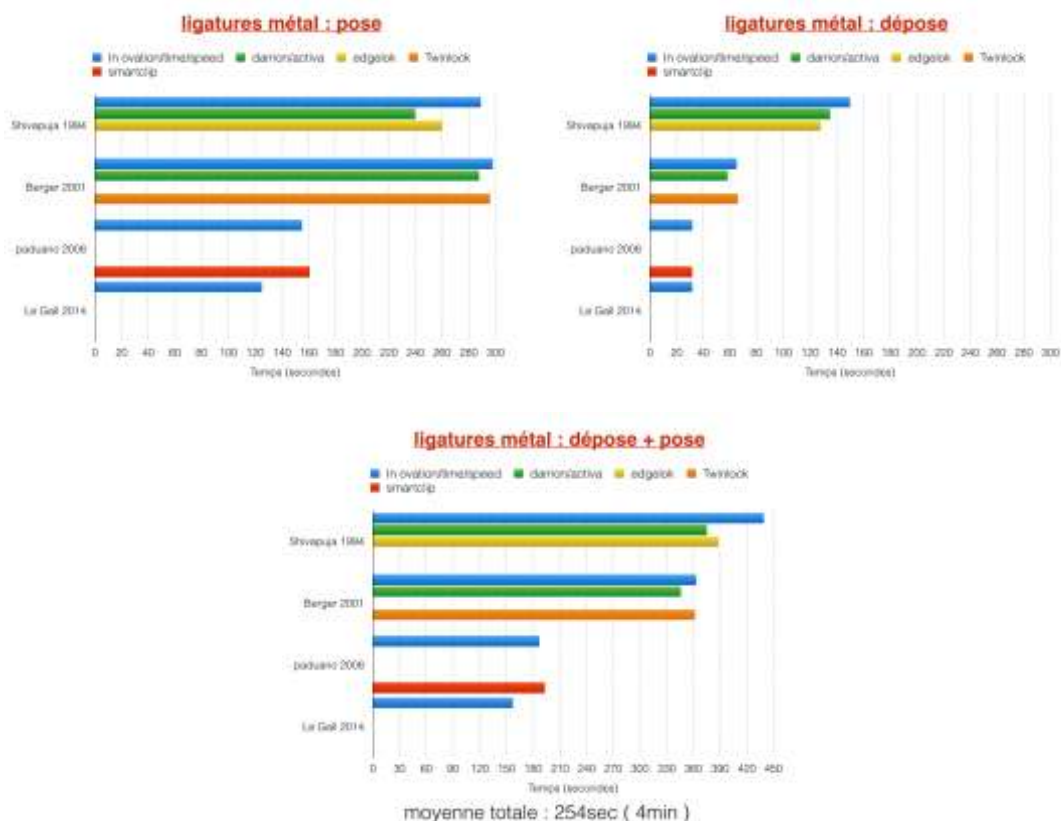 ligatures métal : pose
In ovation/time/speed damon/activa edgelok Twinlock
smartclip
Shivapuja 1994
Berger 2001
paduano 2008
Le Gall 2014
0 20 40 60 80 100 120 140 160 180 200 220 240 260 280 300
Temps (secondes)
ligatures métal : dépose
In ovation/time/speed damon/activa edgelok Twinlock
smartclip
Shivapuja 1994
Berger 2001
paduano 2008
Le Gall 2014
0 20 40 60 80 100 120 140 160 180 200 220 240 260 280 300
Temps (secondes)
ligatures métal : dépose + pose
In ovation/time/speed damon/activa edgelok Twinlock
smartclip
Shivapuja 1994
Berger 2001
paduano 2008
Le Gall 2014
0 30 60 90 120 150 180 210 240 270 300 330 360 390 420 450
Temps (secondes)
moyenne totale : 254sec ( 4min )